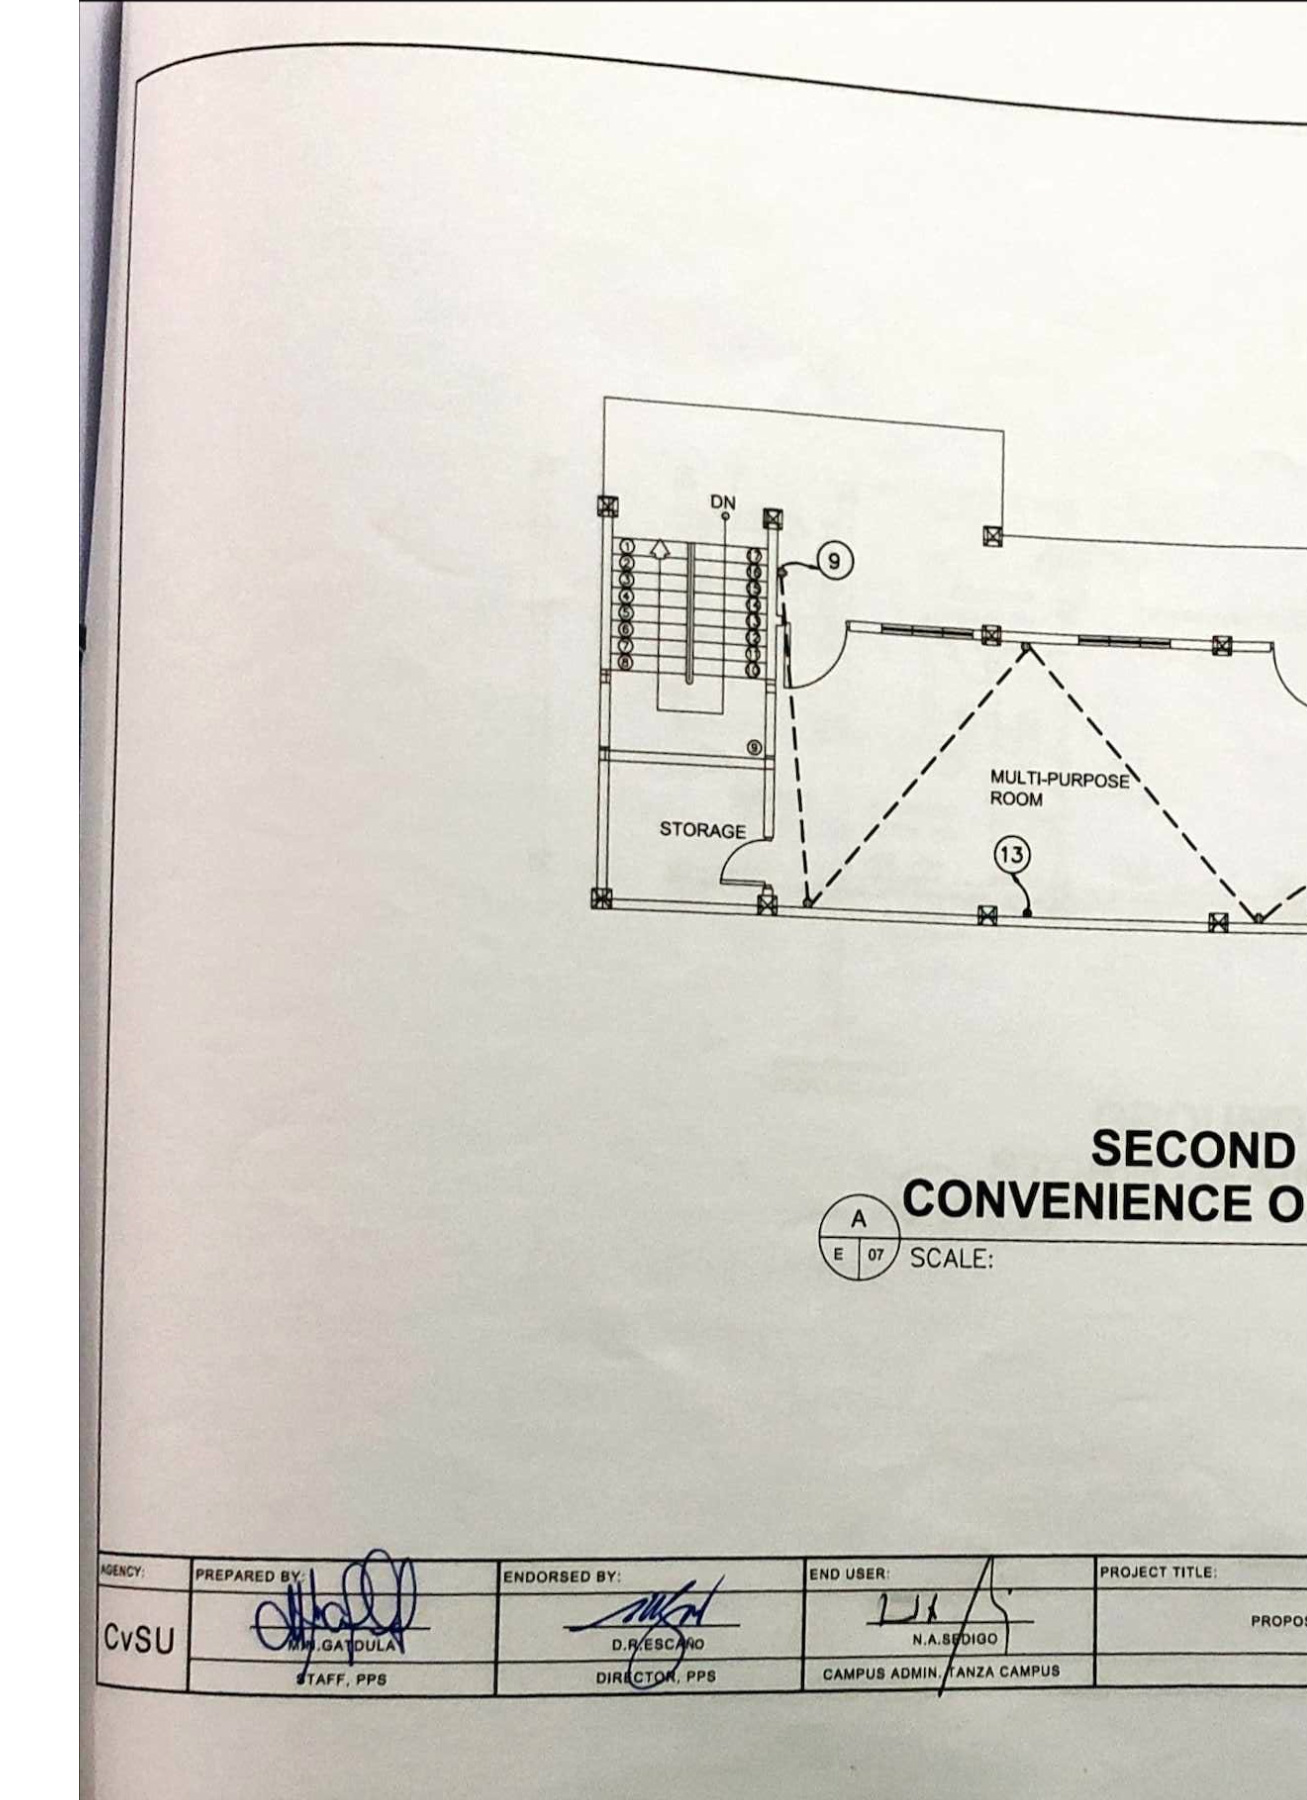 DN
9
1
2
3
4
5
6
7
8
17
16
15
14
13
12
11
10
9
MULTI-PURPOSE
ROOM
STORAGE
13
SECOND
CONVENIENCE O
A
E 07
SCALE:
AGENCY:
CvSU
PREPARED BY:
M.N.GATDULA
STAFF, PPS
ENDORSED BY:
D.R.ESCAÑO
DIRECTOR, PPS
END USER:
N.A.SEDIGO
CAMPUS ADMIN. TANZA CAMPUS
PROJECT TITLE:
PROPOS